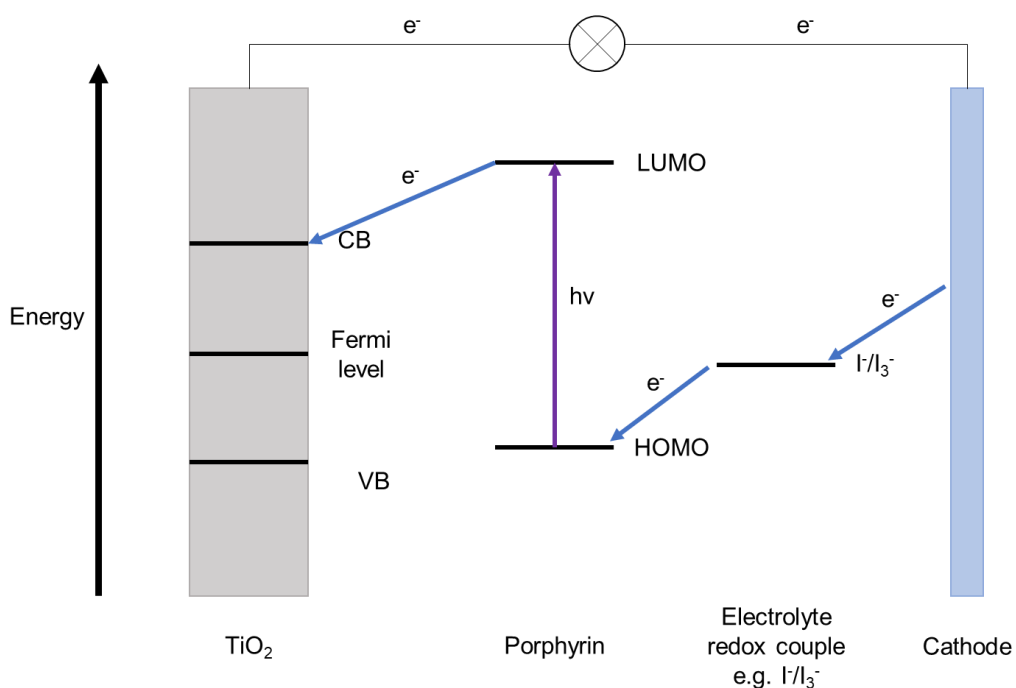 e⁻ e⁻
LUMO
e⁻
CB
hv
e⁻
Energy
Fermi
level
I⁻/I₃⁻
e⁻
HOMO
VB
TiO₂
Porphyrin
Electrolyte
redox couple
e.g. I⁻/I₃⁻
Cathode